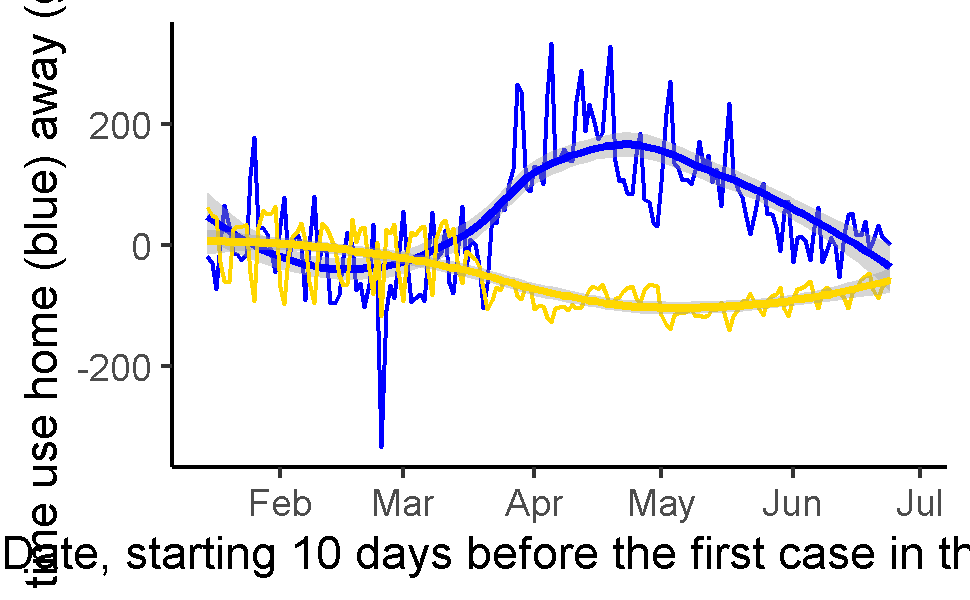 time use home (blue) away (
200
0
-200
Feb Mar Apr May Jun Jul
Date, starting 10 days before the first case in th